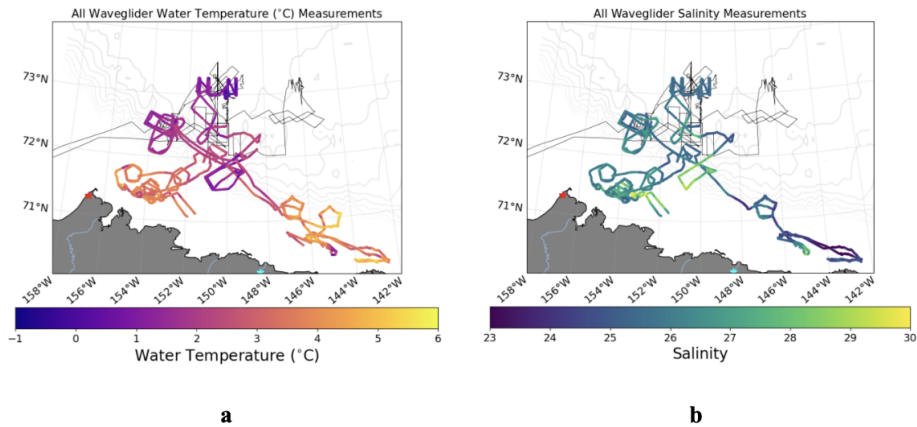 All Waveglider Water Temperature (°C) Measurements
73°N
72°N
71°N
158°W 156°W 154°W 152°W 150°W 148°W 146°W 144°W 142°W
−1 0 1 2 3 4 5 6
Water Temperature (°C)
a
All Waveglider Salinity Measurements
73°N
72°N
71°N
158°W 156°W 154°W 152°W 150°W 148°W 146°W 144°W 142°W
23 24 25 26 27 28 29 30
Salinity
b